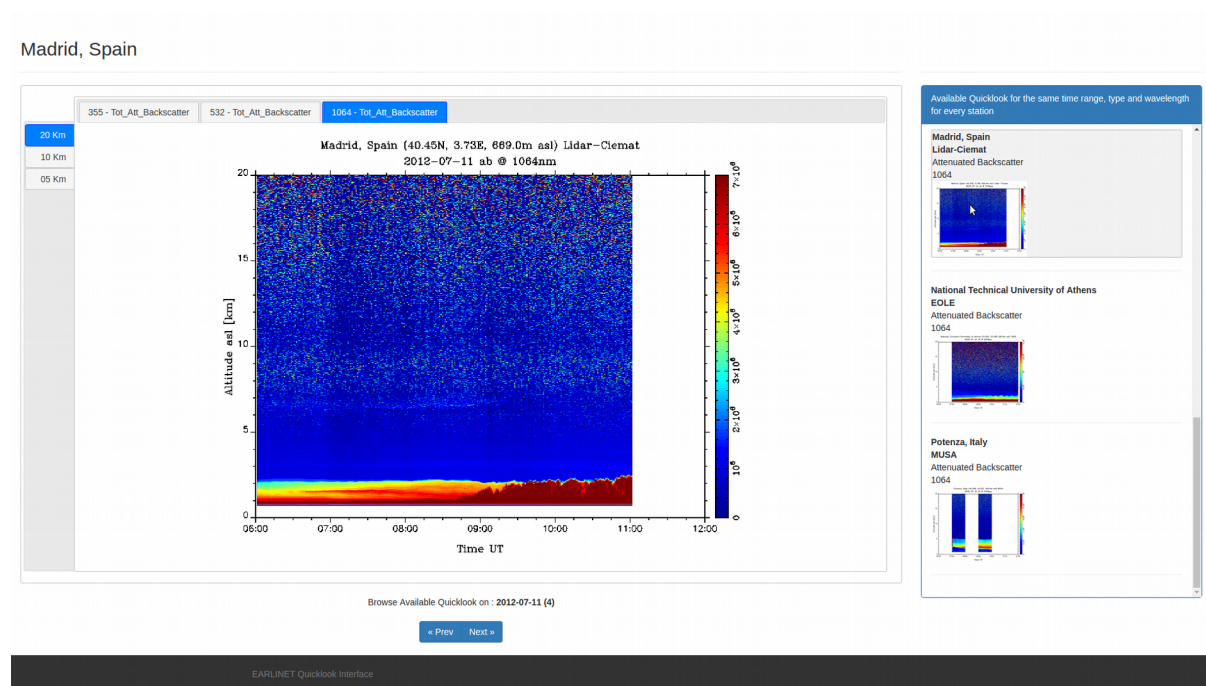 Madrid, Spain
355 - Tot_Att_Backscatter
532 - Tot_Att_Backscatter
1064 - Tot_Att_Backscatter
20 Km
10 Km
05 Km
Madrid, Spain (40.45N, 3.73E, 669.0m asl) Lidar-Ciemat
2012-07-11 ab @ 1064nm
20
15
10
5
0
Altitude asl [km]
06:00 07:00 08:00 09:00 10:00 11:00 12:00
Time UT
7×10⁶
6×10⁶
5×10⁶
4×10⁶
3×10⁶
2×10⁶
10⁶
0
Browse Available Quicklook on : 2012-07-11 (4)
« Prev
Next »
Available Quicklook for the same time range, type and wavelength
for every station
Madrid, Spain
Lidar-Ciemat
Attenuated Backscatter
1064
National Technical University of Athens
EOLE
Attenuated Backscatter
1064
Potenza, Italy
MUSA
Attenuated Backscatter
1064
EARLINET Quicklook Interface